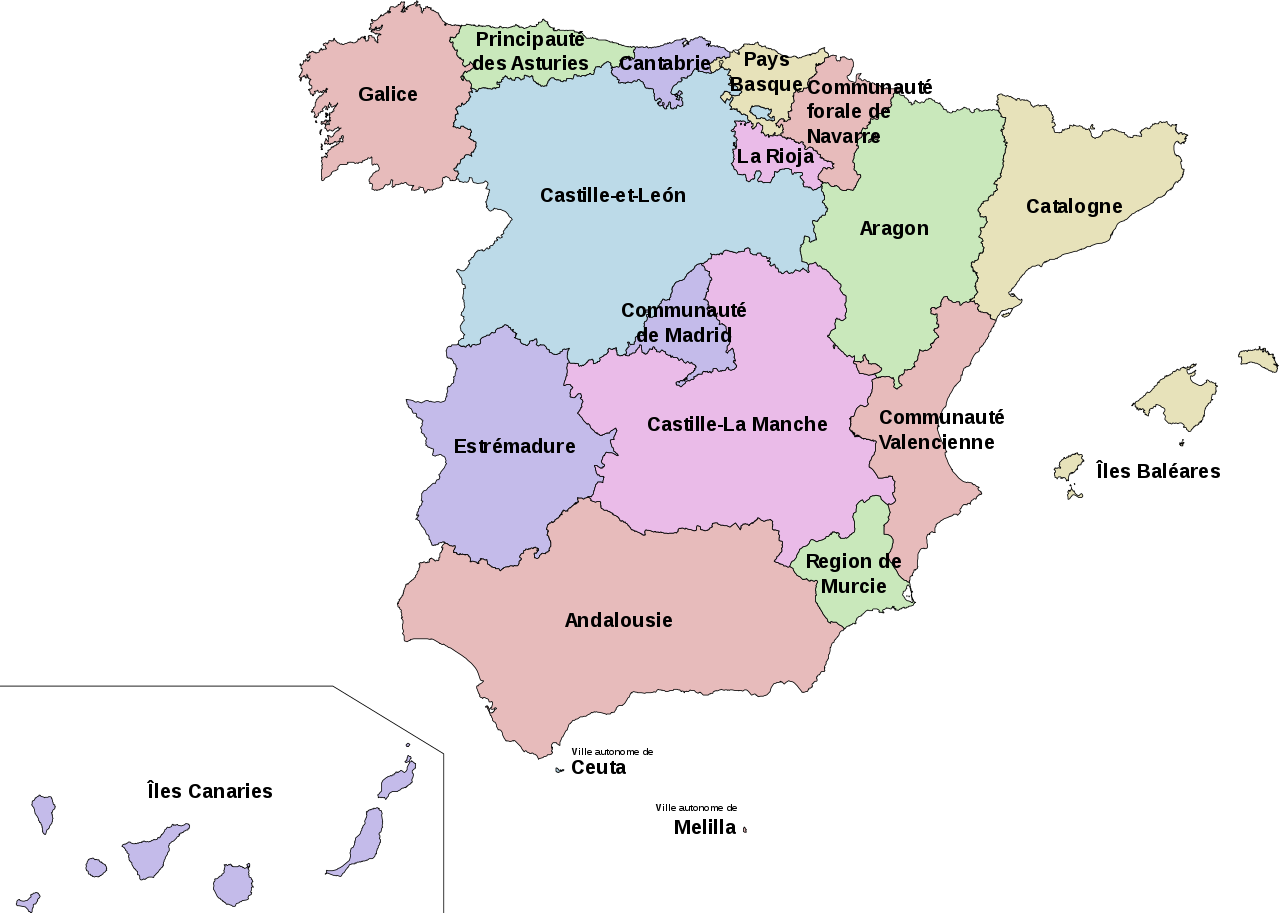 Principauté
des Asturies
Cantabrie
Pays
Basque
Galice
Communauté
forale de
Navarre
La Rioja
Castille-et-León
Aragon
Catalogne
Communauté
de Madrid
Castille-La Manche
Communauté
Valencienne
Estrémadure
Îles Baléares
Region de
Murcie
Andalousie
Ville autonome de
Ceuta
Îles Canaries
Ville autonome de
Melilla